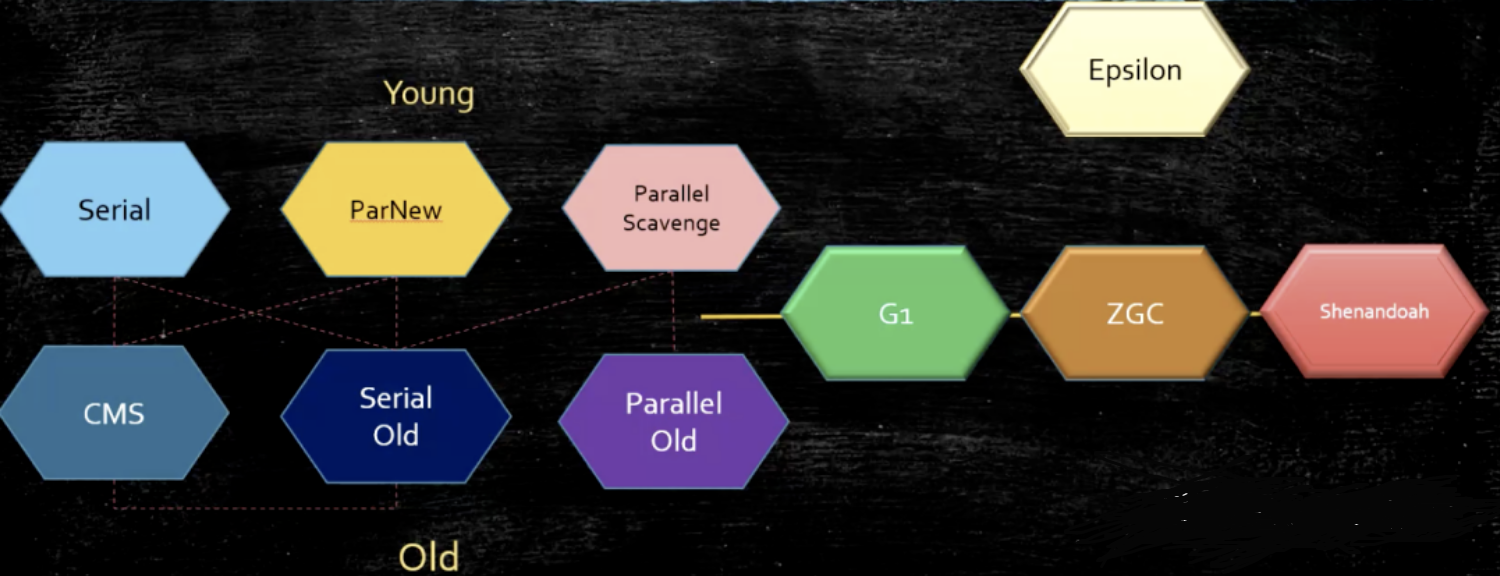 Epsilon
Young
Serial
ParNew
Parallel
Scavenge
G1
ZGC
Shenandoah
CMS
Serial
Old
Parallel
Old
Old